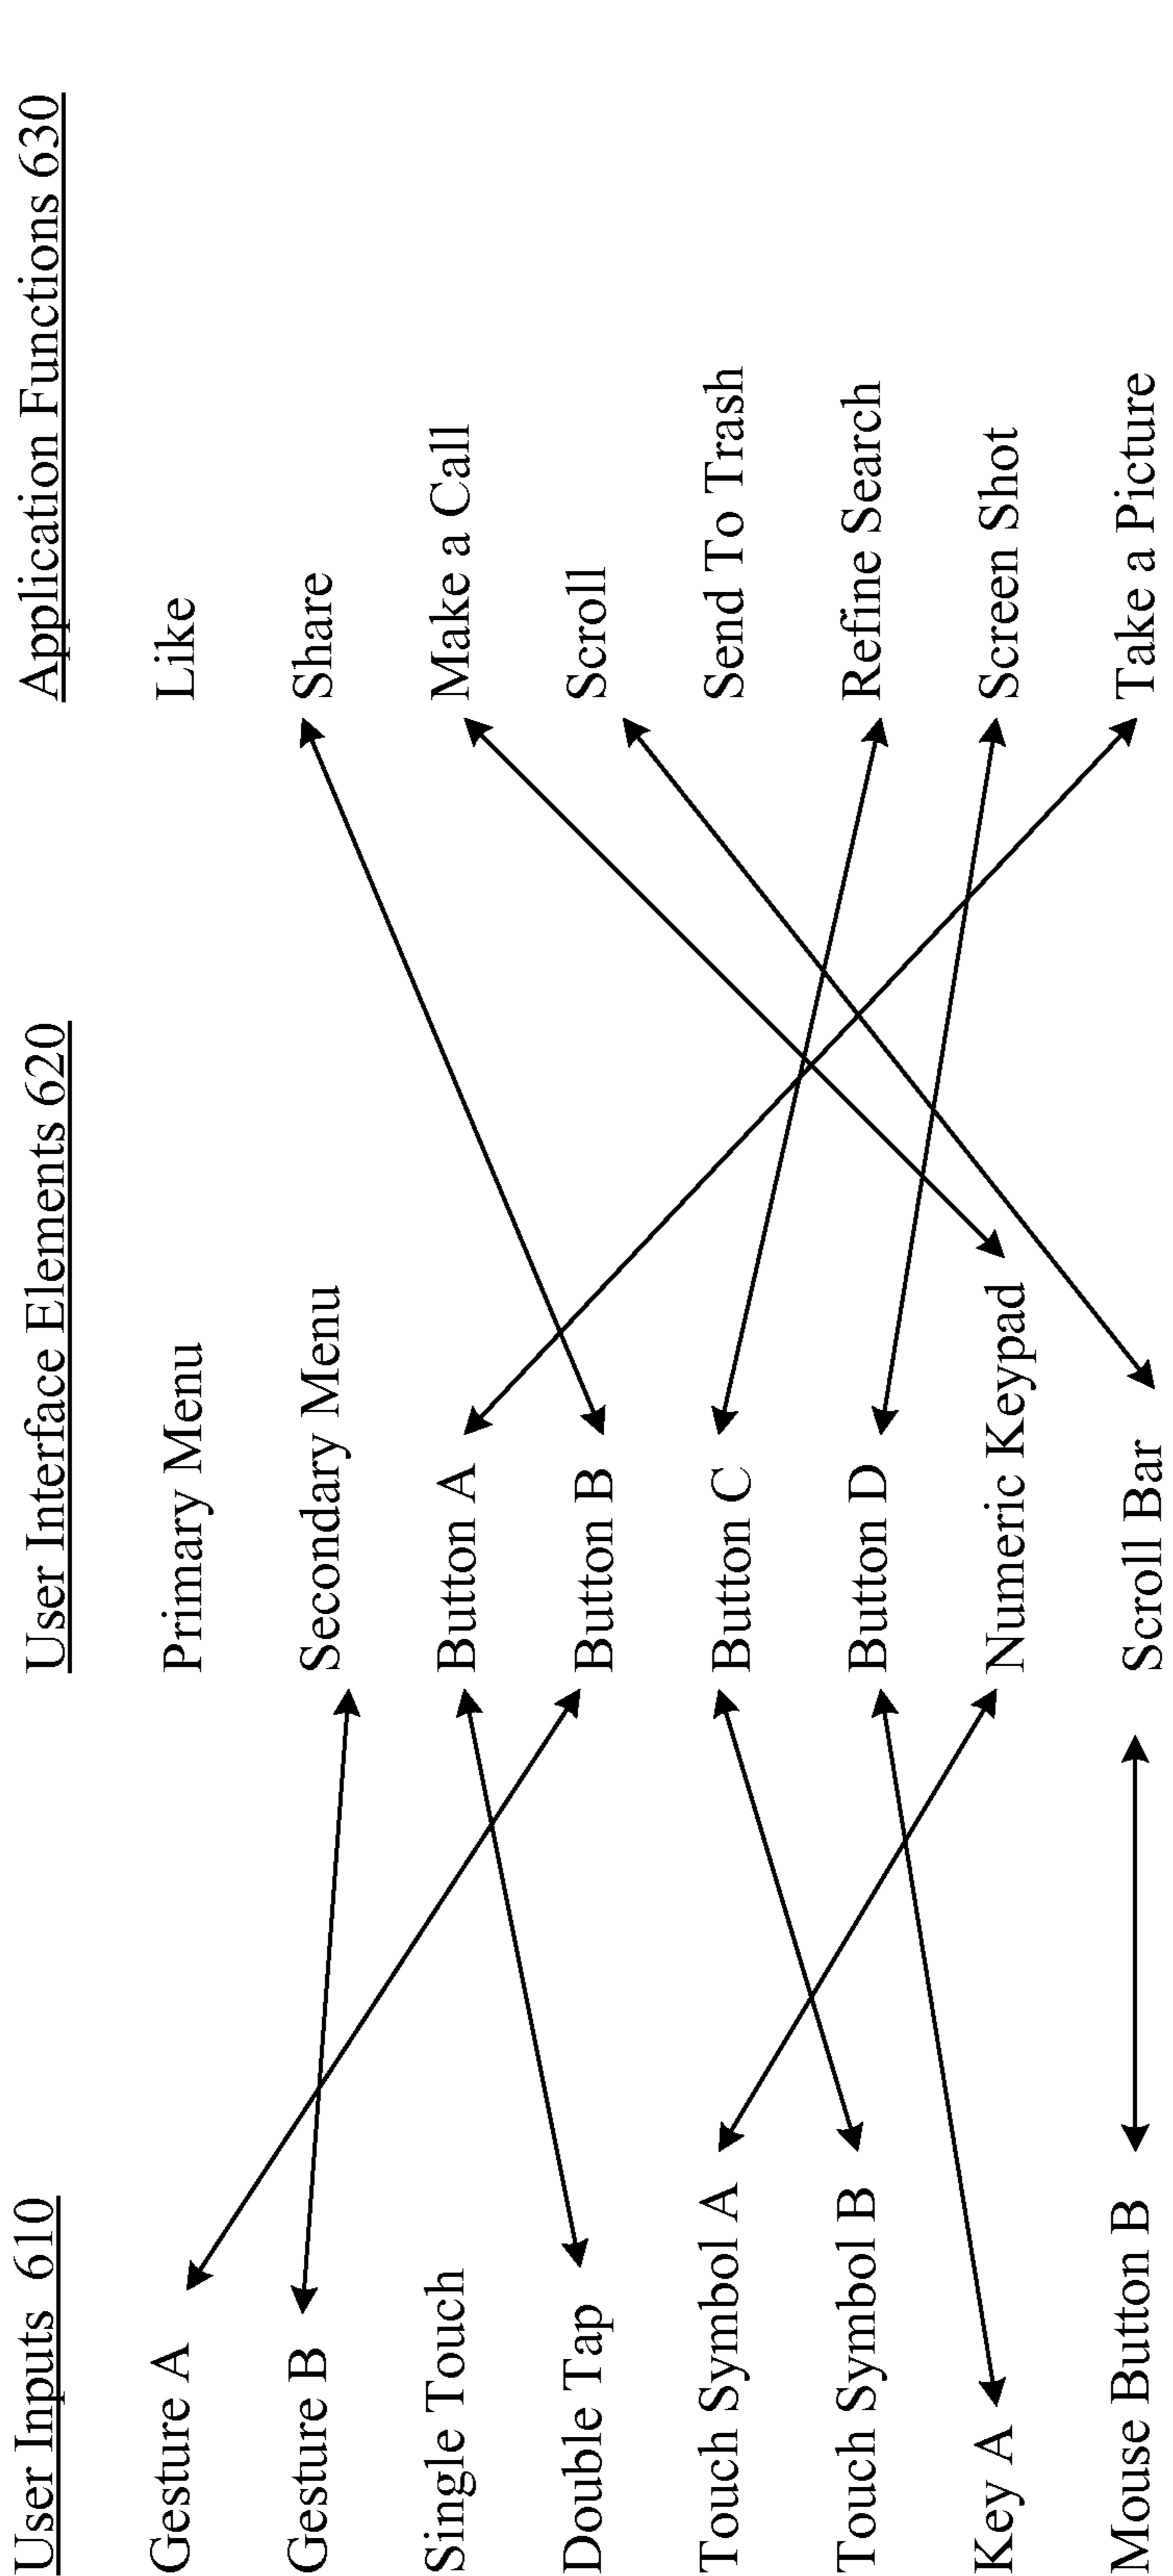 User Inputs 610
Gesture A
Gesture B
Single Touch
Double Tap
Touch Symbol A
Touch Symbol B
Key A
Mouse Button B
User Interface Elements 620
Primary Menu
Secondary Menu
Button A
Button B
Button C
Button D
Numeric Keypad
Scroll Bar
Application Functions 630
Like
Share
Make a Call
Scroll
Send To Trash
Refine Search
Screen Shot
Take a Picture